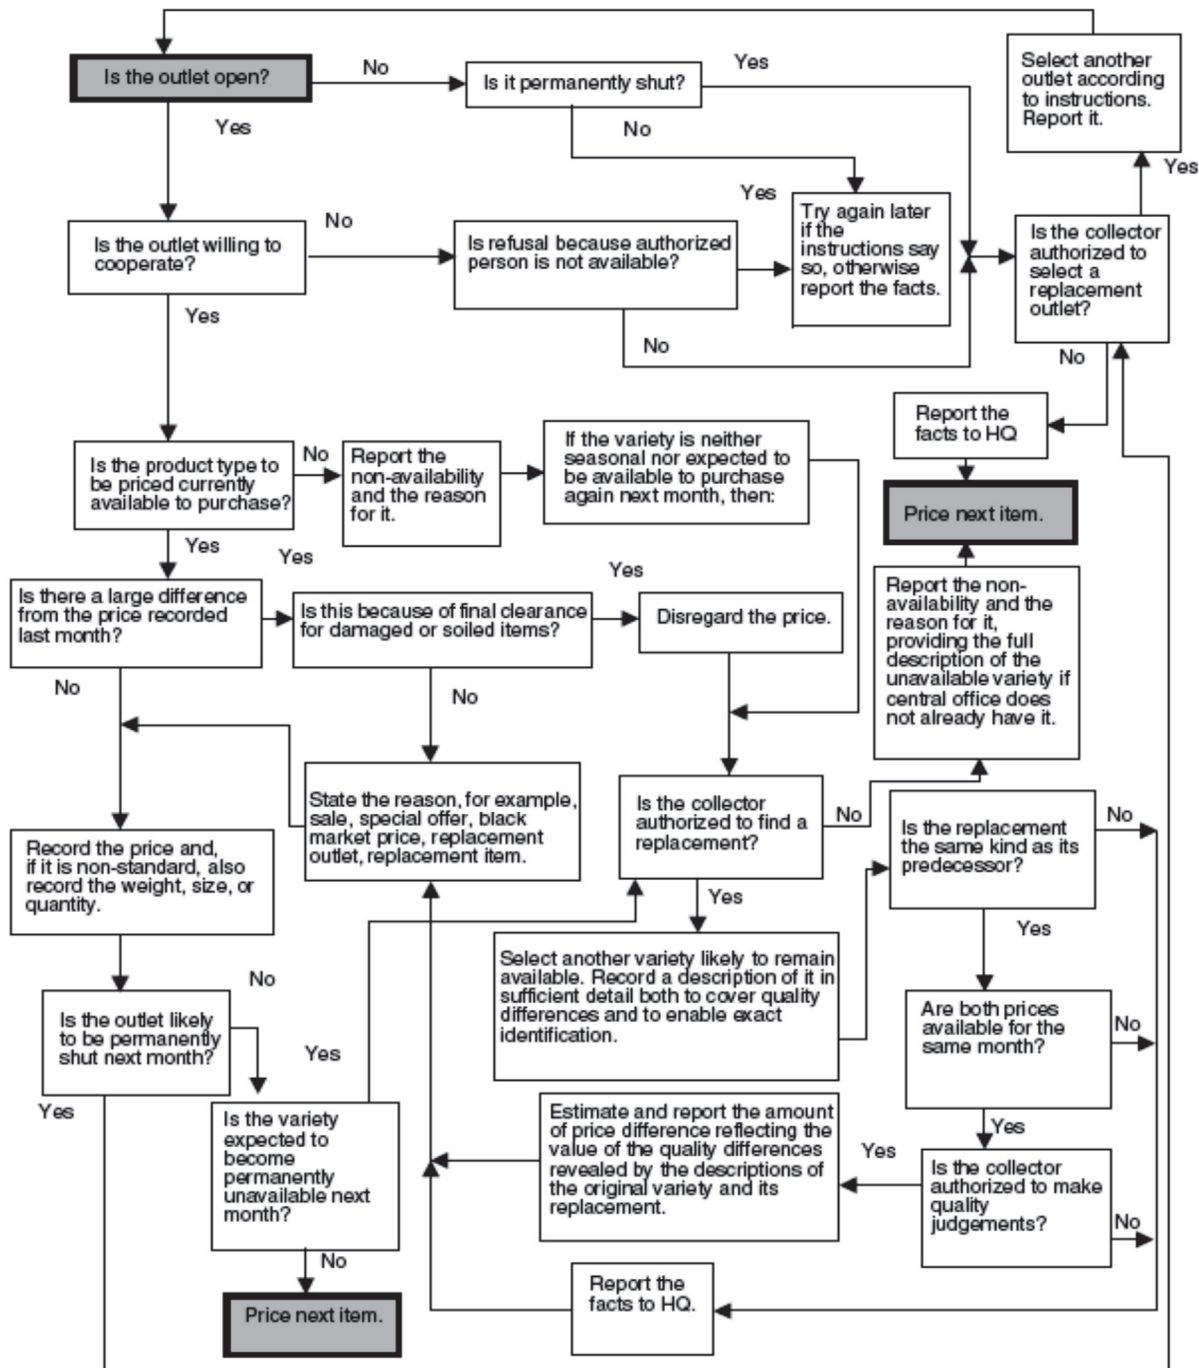 Is the outlet open?
No
Is it permanently shut?
Yes
Select another
outlet according
to instructions.
Report it.
Yes
No
Yes
No
Yes
Is the outlet willing to
cooperate?
Is refusal because authorized
person is not available?
Try again later
if the
instructions say
so, otherwise
report the facts.
Is the collector
authorized to
select a
replacement
outlet?
Yes
No
No
Report the
facts to HQ
Is the product type to
be priced currently
available to purchase?
No
Report the
non-availability
and the reason
for it.
If the variety is neither
seasonal nor expected to
be available to purchase
again next month, then:
Price next item.
Yes
Yes
Yes
Is there a large difference
from the price recorded
last month?
Is this because of final clearance
for damaged or soiled items?
Disregard the price.
Report the non-
availability and the
reason for it,
providing the full
description of the
unavailable variety if
central office does
not already have it.
No
No
State the reason, for example,
sale, special offer, black
market price, replacement
outlet, replacement item.
Is the collector
authorized to find a
replacement?
No
Is the replacement
the same kind as its
predecessor?
No
Record the price and,
if it is non-standard, also
record the weight, size, or
quantity.
Yes
Yes
Select another variety likely to remain
available. Record a description of it in
sufficient detail both to cover quality
differences and to enable exact
identification.
No
Is the outlet likely
to be permanently
shut next month?
Are both prices
available for the
same month?
No
Yes
Yes
Is the variety
expected to
become
permanently
unavailable next
month?
Estimate and report the amount
of price difference reflecting the
value of the quality differences
revealed by the descriptions of
the original variety and its
replacement.
Yes
Yes
Is the collector
authorized to make
quality
judgements?
No
No
Report the
facts to HQ.
Price next item.